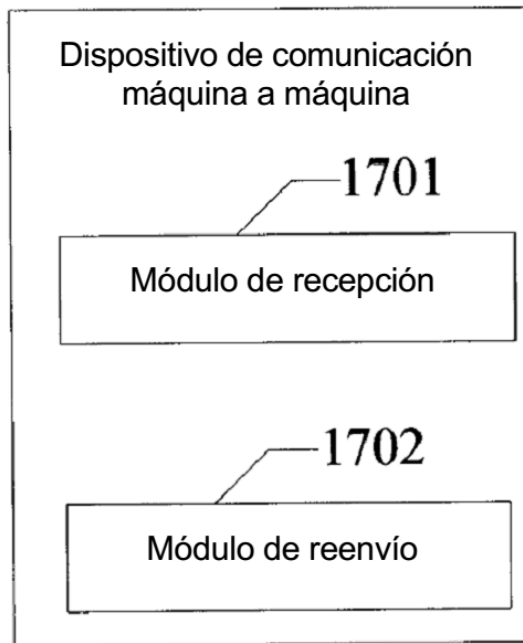 Dispositivo de comunicación
máquina a máquina
1701
Módulo de recepción
1702
Módulo de reenvío